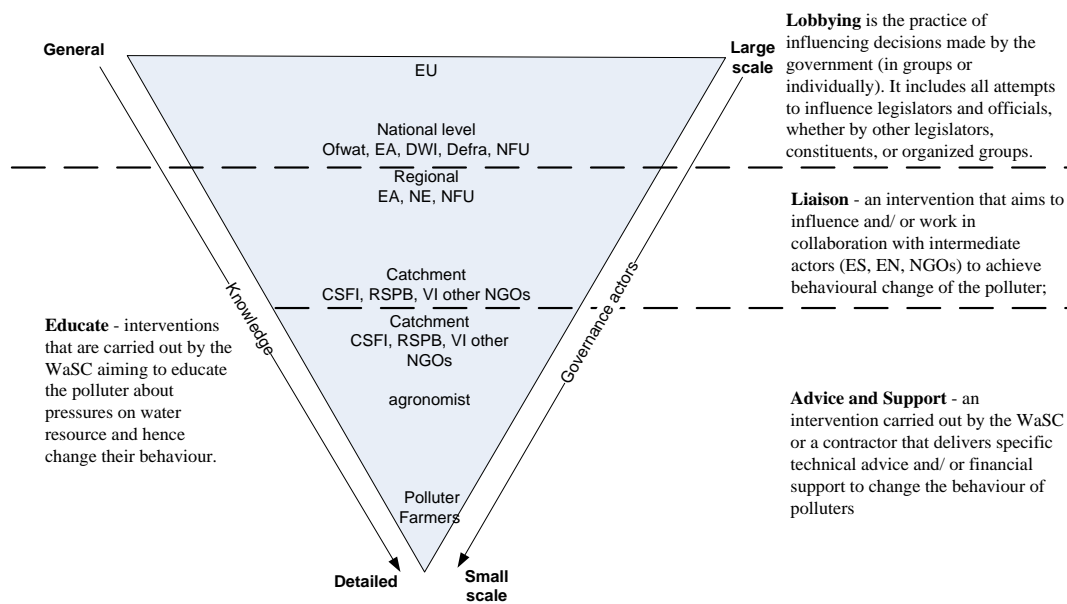 General
Large
scale
Lobbying is the practice of
influencing decisions made by the
government (in groups or
individually). It includes all attempts
to influence legislators and officials,
whether by other legislators,
constituents, or organized groups.
EU
National level
Ofwat, EA, DWI, Defra, NFU
Regional
EA, NE, NFU
Liaison - an intervention that aims to
influence and/ or work in
collaboration with intermediate
actors (ES, EN, NGOs) to achieve
behavioural change of the polluter;
Catchment
CSFI, RSPB, VI other NGOs
Knowledge
Governance actors
Catchment
CSFI, RSPB, VI other
NGOs
Educate - interventions
that are carried out by the
WaSC aiming to educate
the polluter about
pressures on water
resource and hence
change their behaviour.
agronomist
Advice and Support - an
intervention carried out by the WaSC
or a contractor that delivers specific
technical advice and/ or financial
support to change the behaviour of
polluters
Polluter
Farmers
Detailed
Small
scale